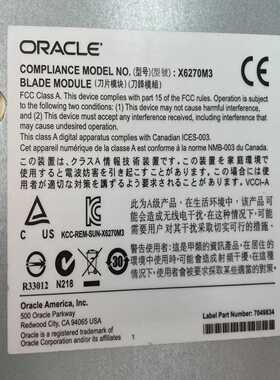 ORACLE
COMPLIANCE MODEL NO. (型号)(型號) : X6270M3
BLADE MODULE (刀片模块) (刀鋒模組)
CE
FCC Class A. This device complies with part 15 of the FCC rules. Operation is
subject to the following two conditions: (1) this device may not cause harmful
interference, and (2) this device must accept any interference received,
including interference that may cause undesired operation.
This class A digital apparatus complies with Canadian ICES-003.
Cet appareil numerique de la classe A est conforme a la norme NMB-003 du Canada.
この装置は、クラスA情報技術装置です。この装置を家庭環境で
使用すると電波妨害を引き起こすことがあります。この場合には
使用者が適切な対策を講ずるよう要求されることがあります。 VCCI-A
KCC-REM-SUN-X6270M3
R33012
N218
此为A级产品，在生活环境中，该产品
可能会造成无线电干扰，在这种情况下
可能需要用户对其干扰采取可行的措施
警告使用者：這是甲類的資訊產品，在居住
的環境中使用時，可能會造成射頻干擾，在這
種情況下，使用者會被要求採取某些適當的對策。
Oracle America, Inc.
500 Oracle Parkway
Redwood City, CA 94065 USA
Oracle is a registered trademark of
Oracle Corporation and/or its affiliates
1
Label Part Number: 7049834